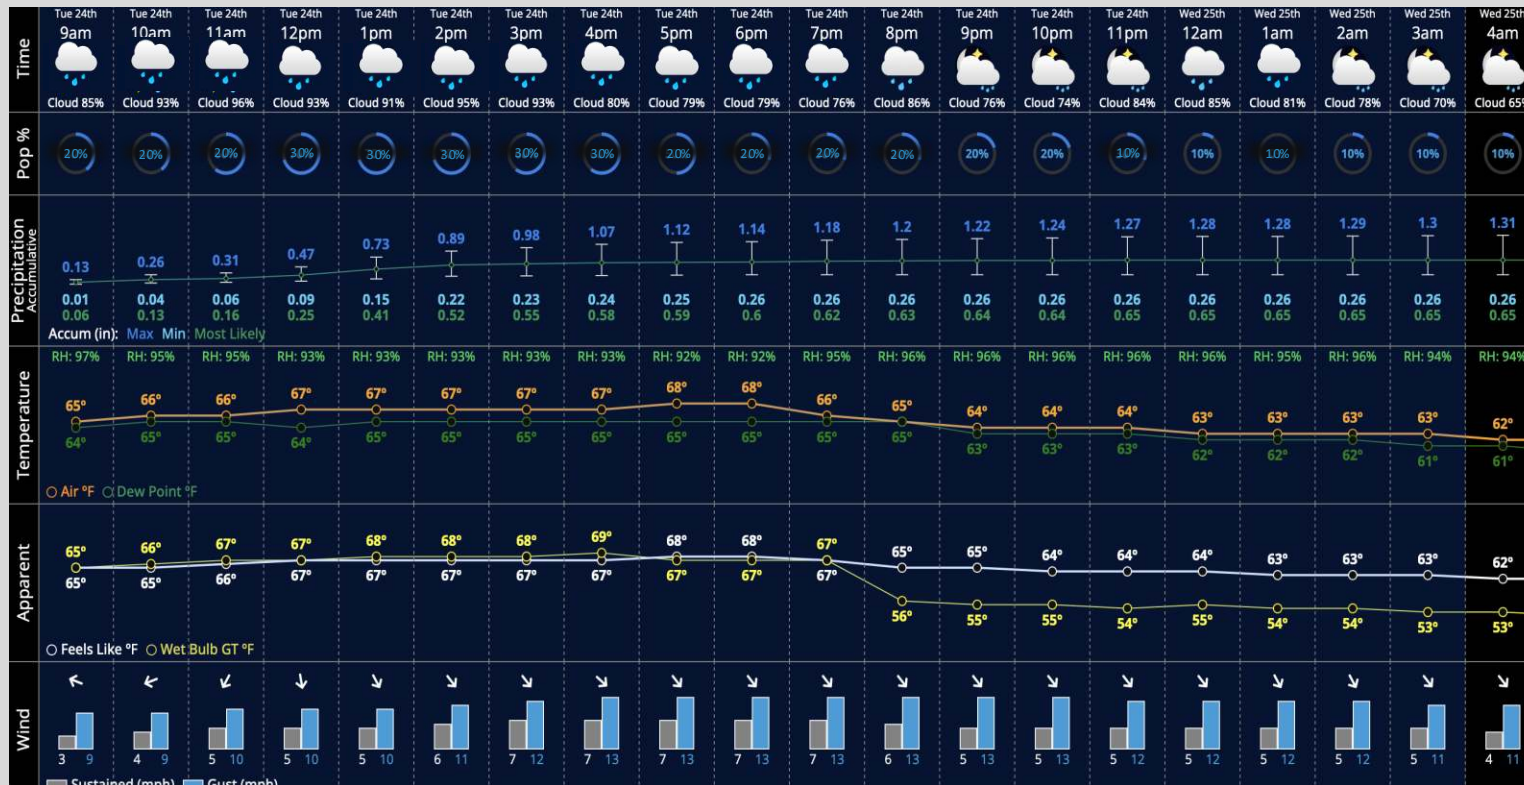 Time
Tue 24th Tue 24th Tue 24th Tue 24th Tue 24th Tue 24th Tue 24th Tue 24th Tue 24th Tue 24th Tue 24th Tue 24th Tue 24th Tue 24th Tue 24th Wed 25th Wed 25th Wed 25th Wed 25th Wed 25th
9am 10am 11am 12pm 1pm 2pm 3pm 4pm 5pm 6pm 7pm 8pm 9pm 10pm 11pm 12am 1am 2am 3am 4am
Cloud 85% Cloud 93% Cloud 96% Cloud 93% Cloud 91% Cloud 95% Cloud 93% Cloud 80% Cloud 79% Cloud 79% Cloud 76% Cloud 86% Cloud 76% Cloud 74% Cloud 84% Cloud 85% Cloud 81% Cloud 78% Cloud 70% Cloud 65%
Pop %
20% 20% 20% 30% 30% 30% 30% 30% 20% 20% 20% 20% 20% 20% 10% 10% 10% 10% 10% 10%
Precipitation
Accumulative
0.13 0.26 0.31 0.47 0.73 0.89 0.98 1.07 1.12 1.14 1.18 1.2 1.22 1.24 1.27 1.28 1.28 1.29 1.3 1.31
0.01 0.04 0.06 0.09 0.15 0.22 0.23 0.24 0.25 0.26 0.26 0.26 0.26 0.26 0.26 0.26 0.26 0.26 0.26 0.26
0.06 0.13 0.16 0.25 0.41 0.52 0.55 0.58 0.59 0.6 0.62 0.63 0.64 0.64 0.65 0.65 0.65 0.65 0.65 0.65
Accum (in): Max Min Most Likely
Temperature
RH: 97% RH: 95% RH: 95% RH: 93% RH: 93% RH: 93% RH: 93% RH: 93% RH: 92% RH: 92% RH: 95% RH: 96% RH: 96% RH: 96% RH: 96% RH: 96% RH: 95% RH: 96% RH: 94% RH: 94%
65° 66° 66° 67° 67° 67° 67° 67° 68° 68° 66° 65° 64° 64° 64° 63° 63° 63° 63° 62°
64° 65° 65° 64° 65° 65° 65° 65° 65° 65° 65° 65° 63° 63° 63° 62° 62° 62° 61° 61°
Air °F Dew Point °F
Apparent
65° 66° 67° 67° 68° 68° 68° 69° 68° 68° 67° 65° 65° 64° 64° 64° 63° 63° 63° 62°
65° 65° 66° 67° 67° 67° 67° 67° 67° 67° 67° 56° 55° 55° 54° 55° 54° 54° 53° 53°
Feels Like °F Wet Bulb GT °F
Wind
3 9 4 9 5 10 5 10 5 10 6 11 7 12 7 13 7 13 7 13 7 13 6 13 5 13 5 13 5 12 5 12 5 12 5 12 5 11 4 11
Sustained (mph) Gust (mph)